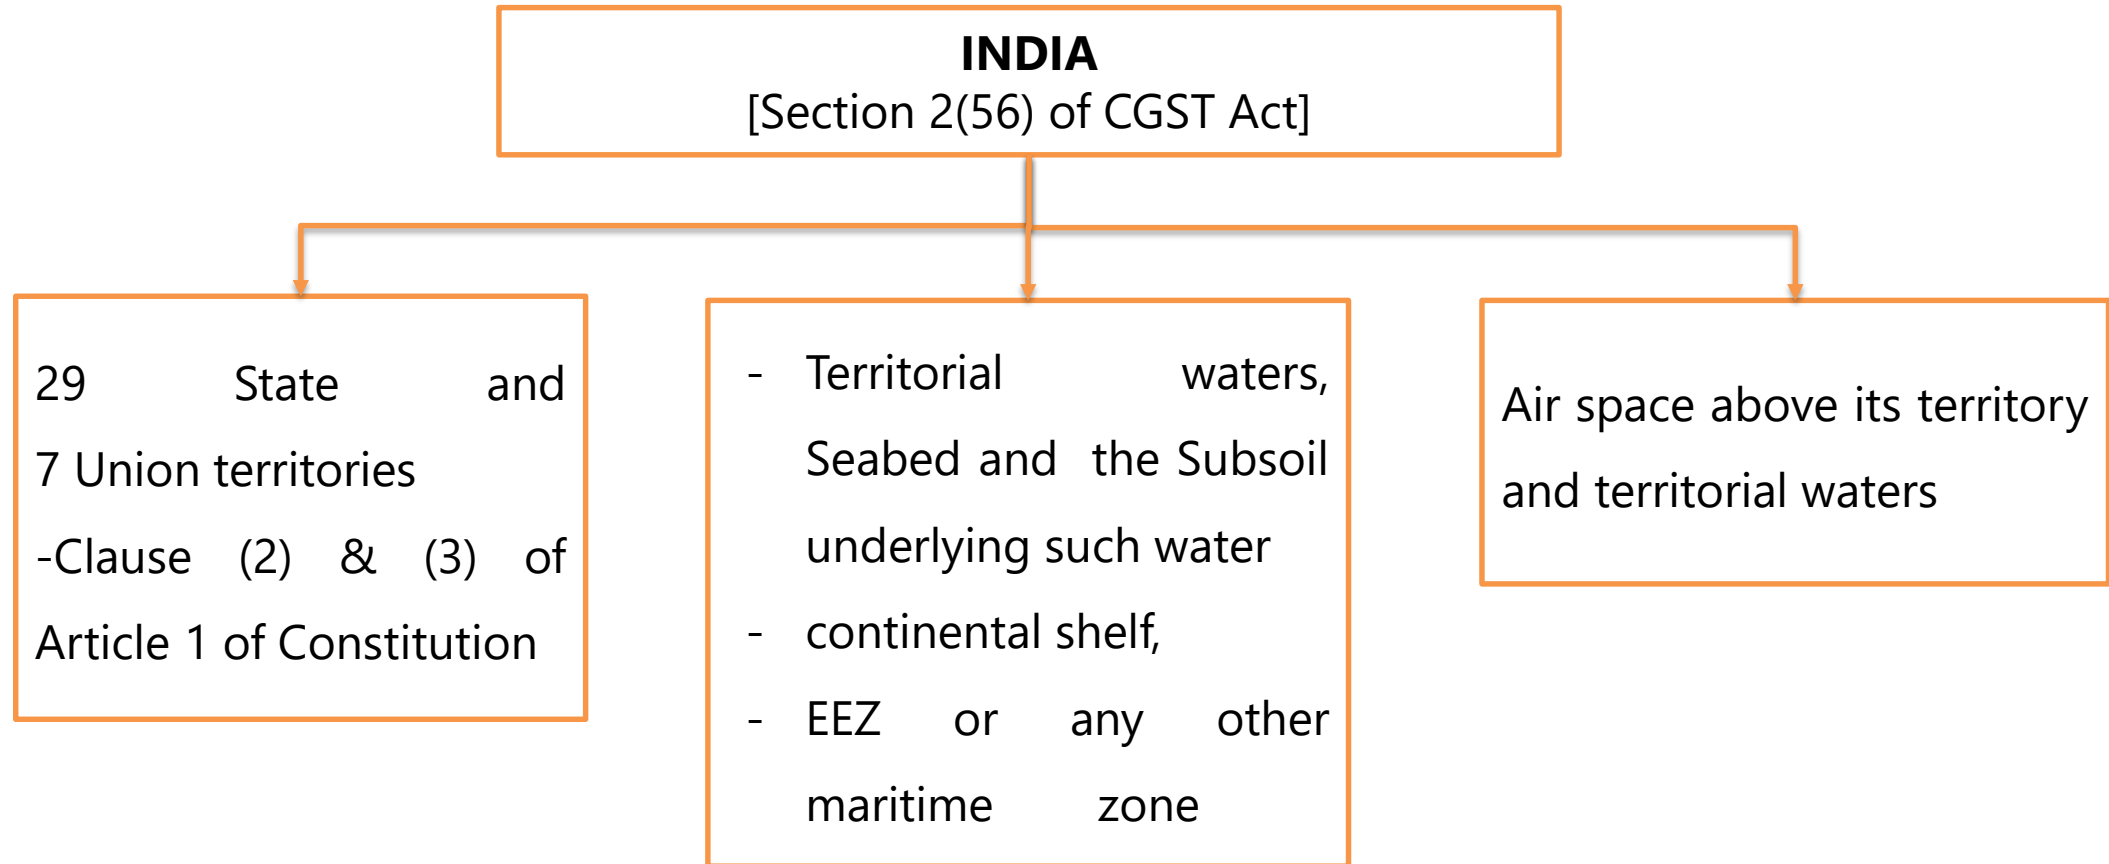 INDIA
[Section 2(56) of CGST Act]
29 State and
7 Union territories
-Clause (2) & (3) of
Article 1 of Constitution
- Territorial waters,
Seabed and the Subsoil
underlying such water
- continental shelf,
- EEZ or any other
maritime zone
Air space above its territory
and territorial waters